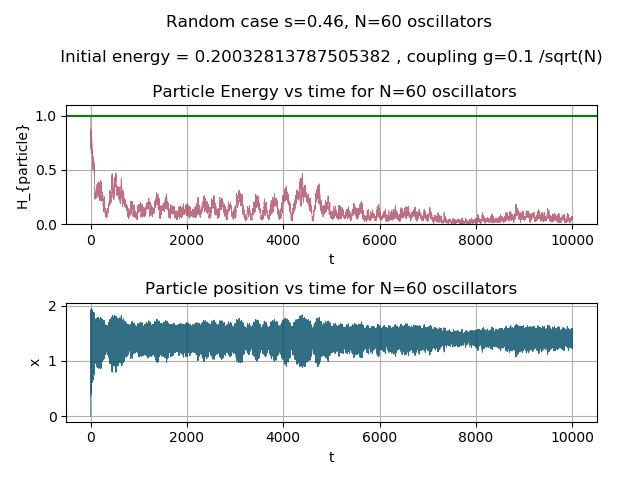 Random case s=0.46, N=60 oscillators
Initial energy = 0.20032813787505382 , coupling g=0.1 /sqrt(N)
Particle Energy vs time for N=60 oscillators
1.0
0.5
0.0
H_{particle}
0
2000
4000
6000
8000
10000
t
Particle position vs time for N=60 oscillators
2
1
0
x
0
2000
4000
6000
8000
10000
t